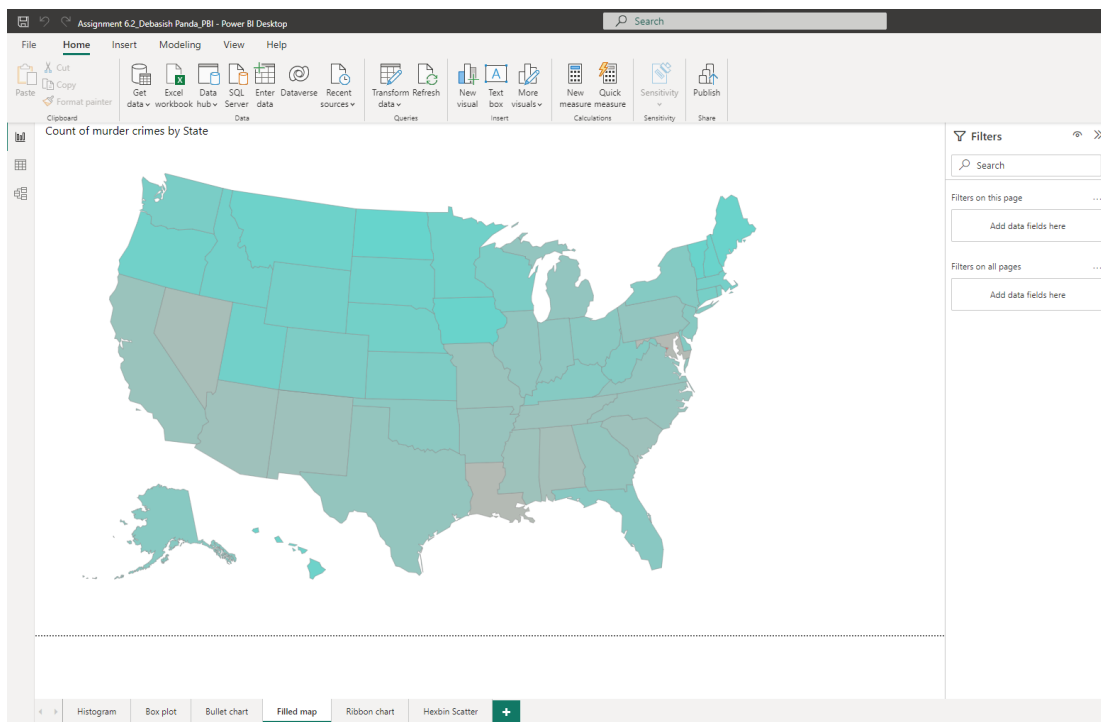 Assignment 6.2_Debasish Panda_PBI - Power BI Desktop
Search
File Home Insert Modeling View Help
Paste
Cut
Copy
Format painter
Clipboard
Get data
Excel workbook
Data hub
SQL Server
Enter data
Dataverse
Recent sources
Data
Transform data
Refresh
Queries
New visual
Text box
A
More visuals
Insert
New measure
Quick measure
Calculations
Sensitivity
Sensitivity
Publish
Share
Count of murder crimes by State
Filters
Search
Filters on this page
...
Add data fields here
Filters on all pages
...
Add data fields here
Histogram Box plot Bullet chart Filled map Ribbon chart Hexbin Scatter +